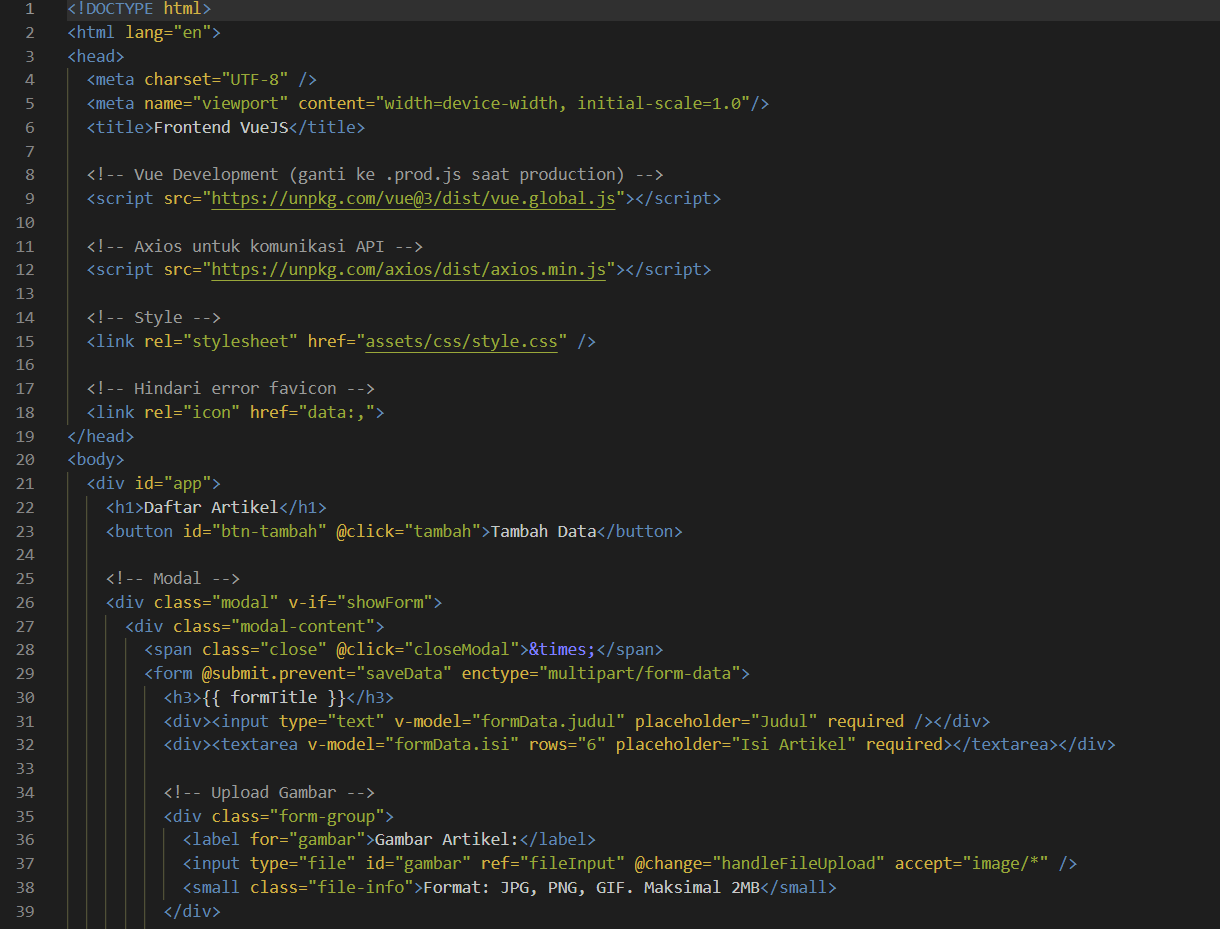 1 <!DOCTYPE html>
2 <html lang="en">
3 <head>
4 <meta charset="UTF-8" />
5 <meta name="viewport" content="width=device-width, initial-scale=1.0"/>
6 <title>Frontend VueJS</title>
7
8 <!-- Vue Development (ganti ke .prod.js saat production) -->
9 <script src="https://unpkg.com/vue@3/dist/vue.global.js"></script>
10
11 <!-- Axios untuk komunikasi API -->
12 <script src="https://unpkg.com/axios/dist/axios.min.js"></script>
13
14 <!-- Style -->
15 <link rel="stylesheet" href="assets/css/style.css" />
16
17 <!-- Hindari error favicon -->
18 <link rel="icon" href="data:,">
19 </head>
20 <body>
21 <div id="app">
22 <h1>Daftar Artikel</h1>
23 <button id="btn-tambah" @click="tambah">Tambah Data</button>
24
25 <!-- Modal -->
26 <div class="modal" v-if="showForm">
27 <div class="modal-content">
28 <span class="close" @click="closeModal">&times;</span>
29 <form @submit.prevent="saveData" enctype="multipart/form-data">
30 <h3>{{ formTitle }}</h3>
31 <div><input type="text" v-model="formData.judul" placeholder="Judul" required /></div>
32 <div><textarea v-model="formData.isi" rows="6" placeholder="Isi Artikel" required></textarea></div>
33
34 <!-- Upload Gambar -->
35 <div class="form-group">
36 <label for="gambar">Gambar Artikel:</label>
37 <input type="file" id="gambar" ref="fileInput" @change="handleFileUpload" accept="image/*" />
38 <small class="file-info">Format: JPG, PNG, GIF. Maksimal 2MB</small>
39 </div>